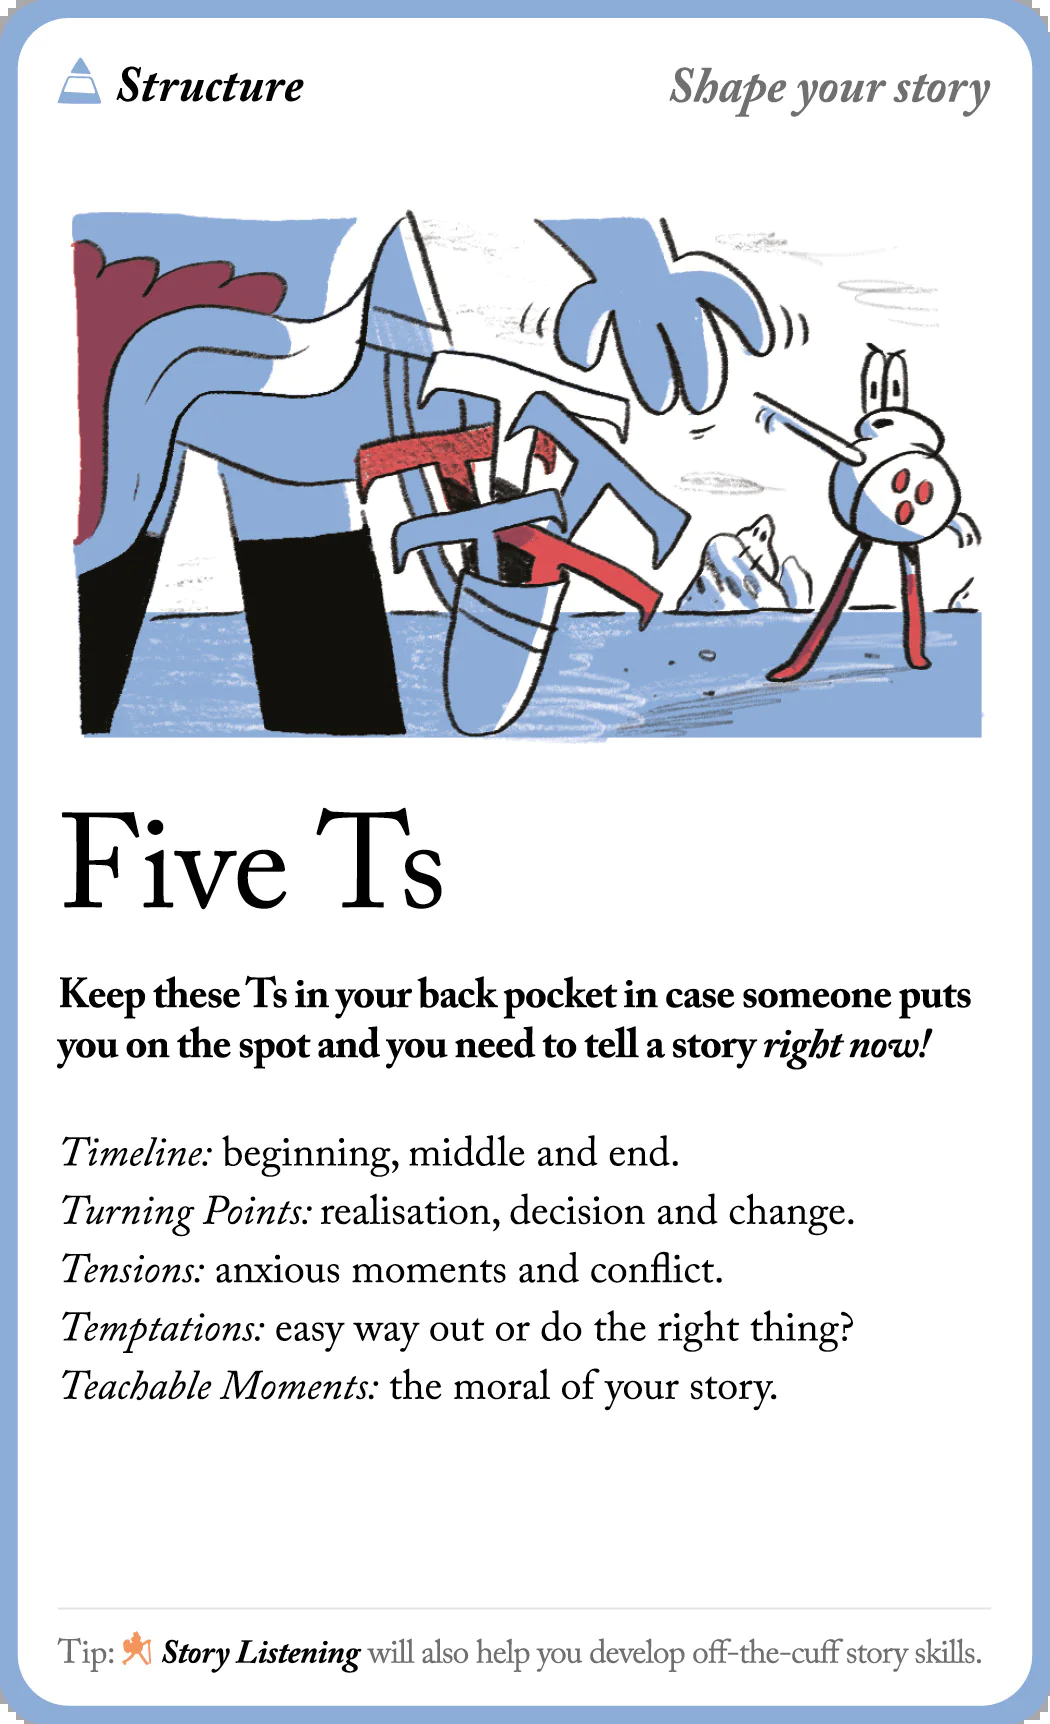 Structure
Shape your story
Five Ts
Keep these Ts in your back pocket in case someone puts
you on the spot and you need to tell a story right now!
Timeline: beginning, middle and end.
Turning Points: realisation, decision and change.
Tensions: anxious moments and conflict.
Temptations: easy way out or do the right thing?
Teachable Moments: the moral of your story.
Tip: Story Listening will also help you develop off-the-cuff story skills.